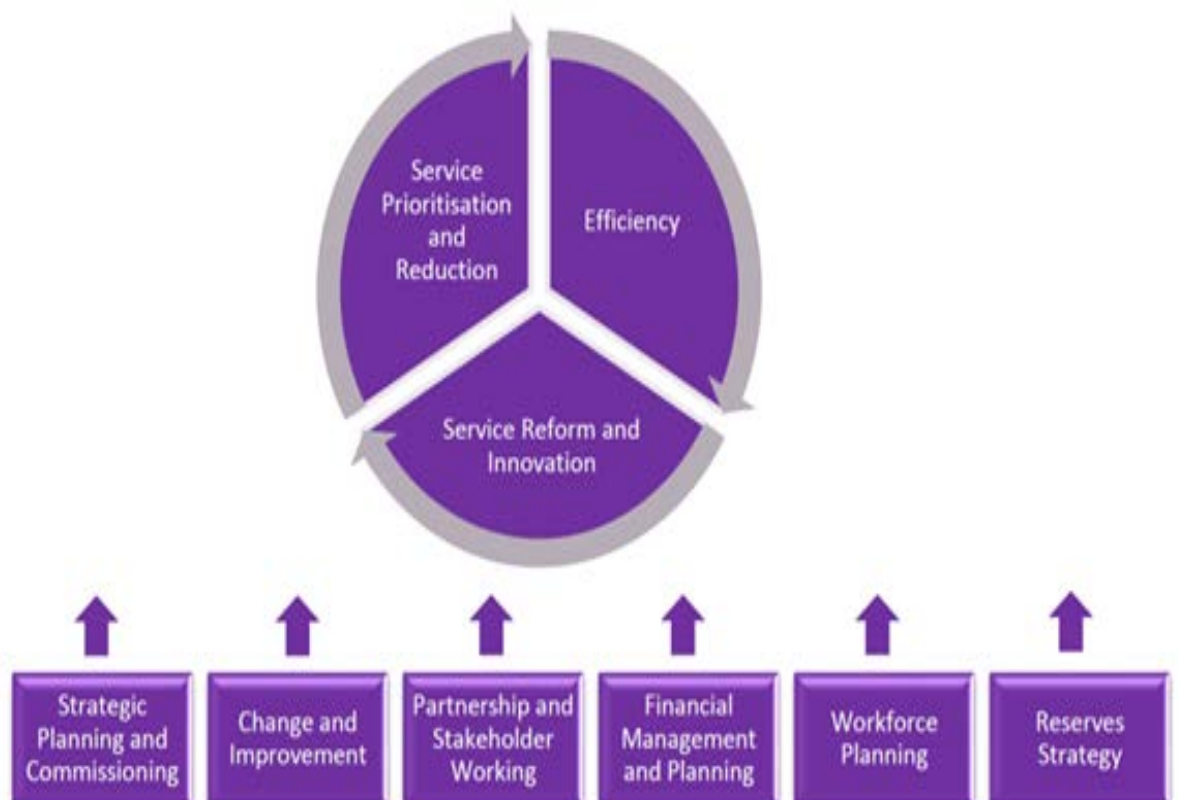 Service
Prioritisation
and
Reduction
Efficiency
Service Reform and
Innovation
Strategic
Planning and
Commissioning
Change and
Improvement
Partnership and
Stakeholder
Working
Financial
Management
and Planning
Workforce
Planning
Reserves
Strategy